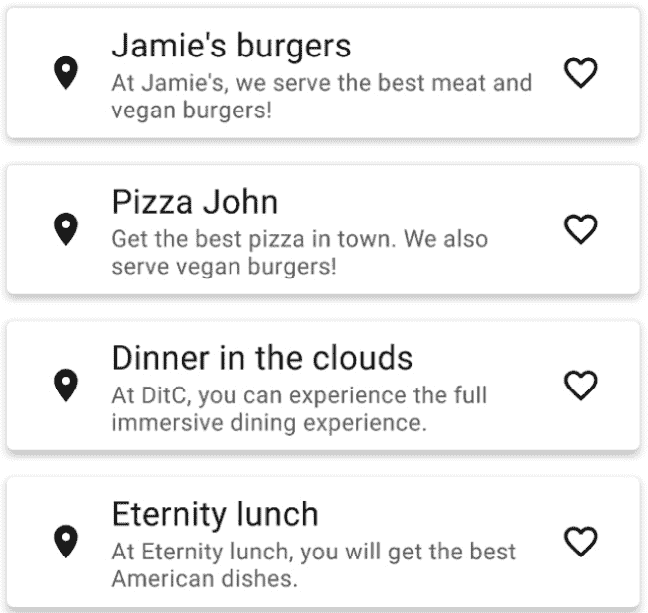 Jamie's burgers
At Jamie's, we serve the best meat and
vegan burgers!
Pizza John
Get the best pizza in town. We also
serve vegan burgers!
Dinner in the clouds
At DitC, you can experience the full
immersive dining experience.
Eternity lunch
At Eternity lunch, you will get the best
American dishes.